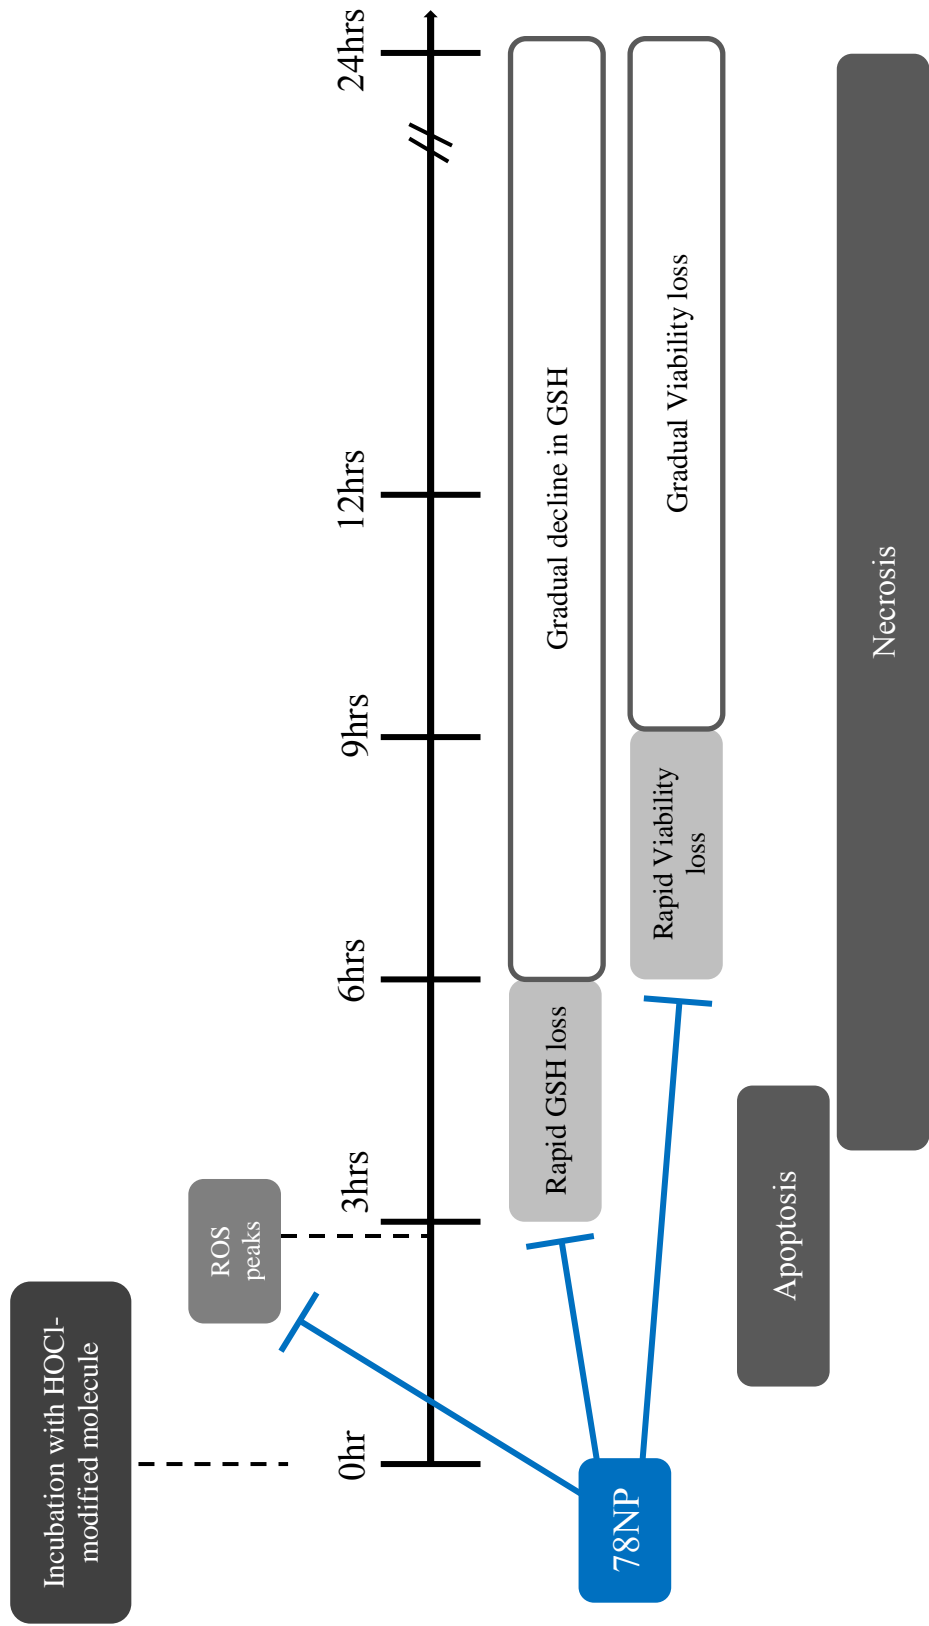 Incubation with HOCl-
modified molecule
ROS
peaks
0hr
3hrs
6hrs
9hrs
12hrs
24hrs
Rapid GSH loss
Gradual decline in GSH
78NP
Rapid Viability
loss
Gradual Viability loss
Apoptosis
Necrosis